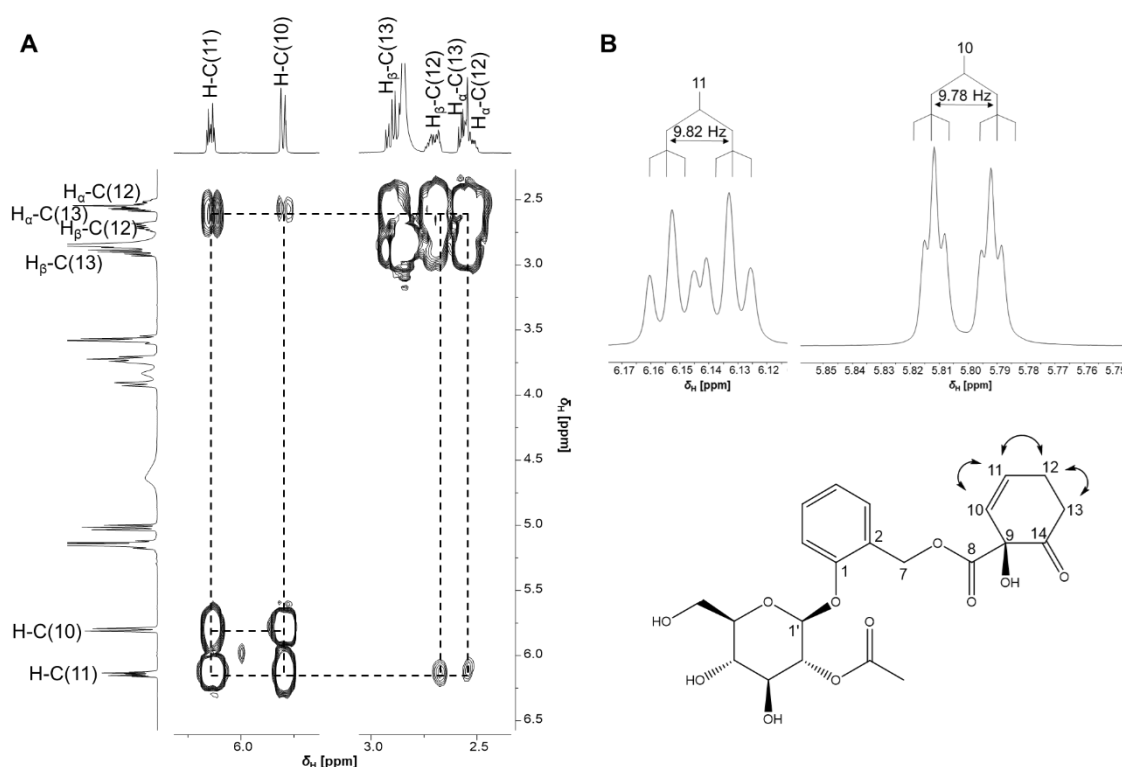 A
H-C(11)
H-C(10)
Hβ-C(13)
Hβ-C(12)
Hα-C(13)
Hα-C(12)
Hα-C(12)
Hα-C(13)
Hβ-C(12)
Hβ-C(13)
H-C(10)
H-C(11)
2.5
3.0
3.5
4.0
4.5
5.0
5.5
6.0
6.5
δH [ppm]
6.0
3.0
2.5
δH [ppm]
B
11
9.82 Hz
10
9.78 Hz
6.17 6.16 6.15 6.14 6.13 6.12
δH [ppm]
5.85 5.84 5.83 5.82 5.81 5.80 5.79 5.78 5.77 5.76 5.75
δH [ppm]
11
12
10
13
9
14
2
8
O
7
O
OH
O
1
O
HO
O
1'
O
HO
O
OH